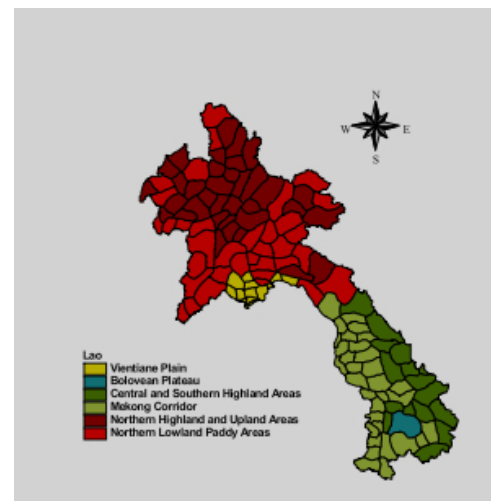 N
W E
S
Lao
Vientiane Plain
Bolovean Plateau
Central and Southern Highland Areas
Mekong Corridor
Northern Highland and Upland Areas
Northern Lowland Paddy Areas